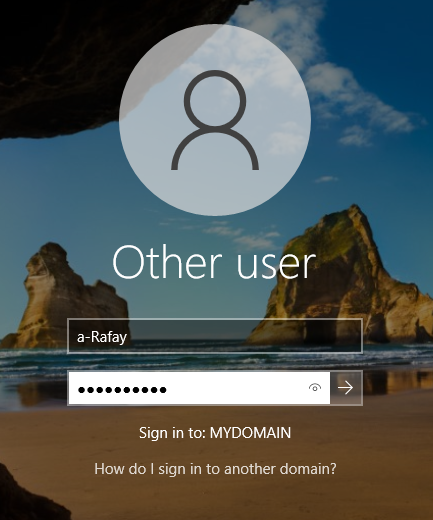 Other user
a-Rafay
●●●●●●●●●●
Sign in to: MYDOMAIN
How do I sign in to another domain?